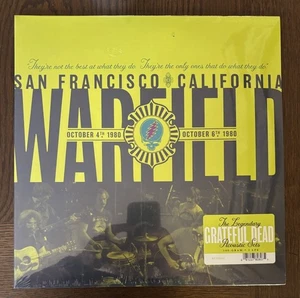 "They're not the best at what they do They're the only ones that do what they do"
SAN FRANCISCO CALIFORNIA
WARFIELD
OCTOBER 4TH 1980 OCTOBER 6TH 1980
The Legendary
GRATEFUL DEAD
Acoustic Sets